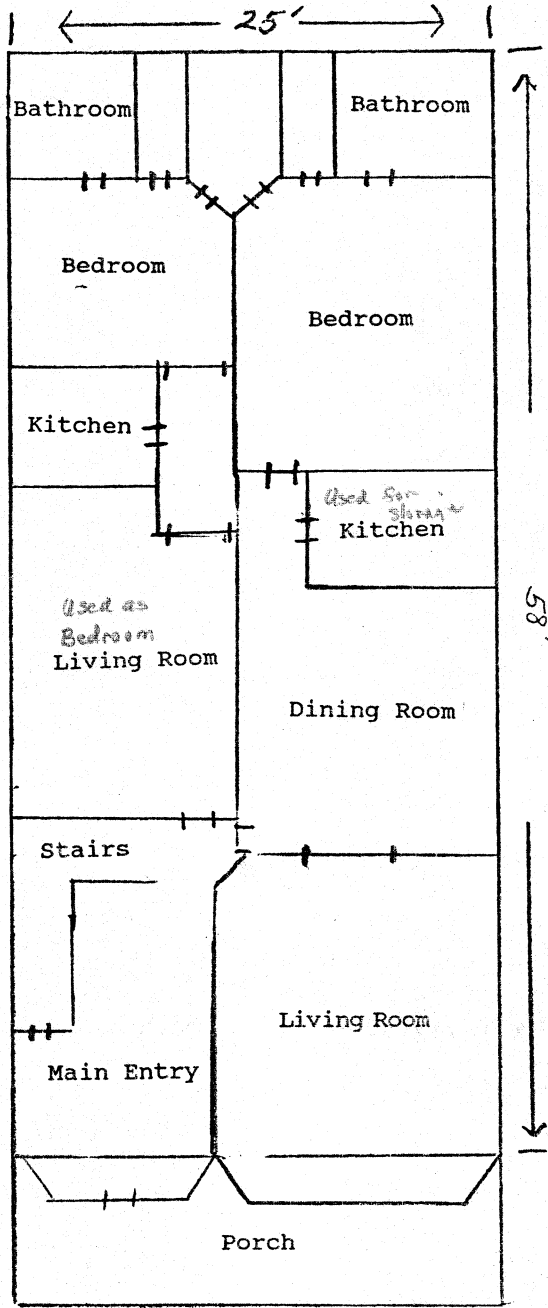 25'
Bathroom
Bathroom
Bedroom
Bedroom
Kitchen
Used for
storage
Kitchen
58'
Used as
Bedroom
Living Room
Dining Room
Stairs
Living Room
Main Entry
Porch